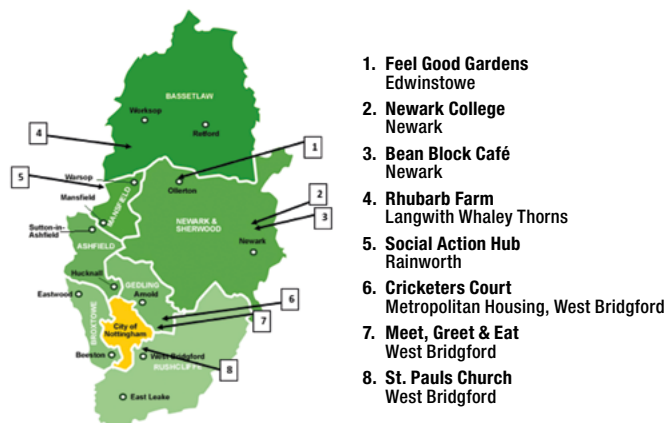 BASSETLAW
Worksop
Retford
4
1
5
Warsop
Ollerton
Mansfield
MANSFIELD
2
NEWARK &
SHERWOOD
3
Sutton-in-
Ashfield
ASHFIELD
Newark
Hucknall
GEDLING
Eastwood
Arnold
6
BROXTOWE
City of
Nottingham
7
Beeston
West Bridgford
RUSHCLIFFE
8
East Leake
1. Feel Good Gardens
Edwinstowe
2. Newark College
Newark
3. Bean Block Café
Newark
4. Rhubarb Farm
Langwith Whaley Thorns
5. Social Action Hub
Rainworth
6. Cricketers Court
Metropolitan Housing, West Bridgford
7. Meet, Greet & Eat
West Bridgford
8. St. Pauls Church
West Bridgford